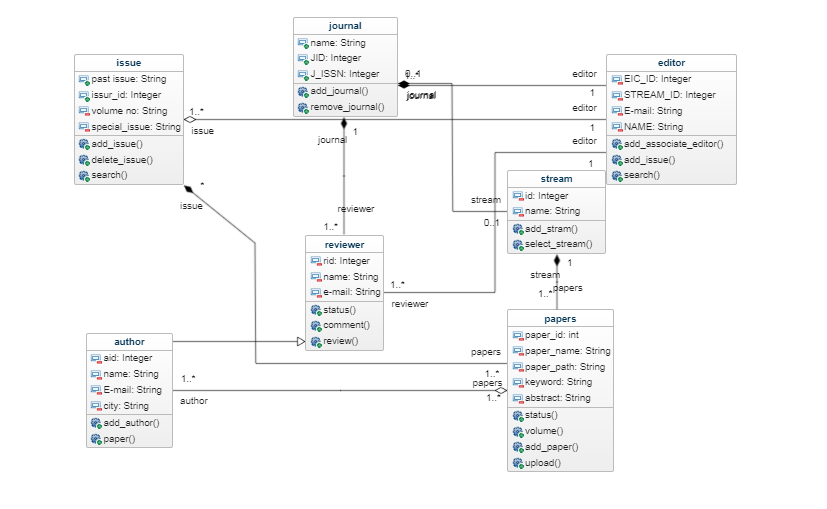 journal
name: String
JID: Integer
J_ISSN: Integer
add_journal()
remove_journal()
issue
past issue: String
issur_id: Integer
volume no: String
special_issue: String
add_issue()
delete_issue()
search()
editor
EIC_ID: Integer
STREAM_ID: Integer
E-mail: String
NAME: String
add_associate_editor()
add_issue()
search()
journal
editor
1
1..*
issue
editor
1
journal
1
reviewer
1..*
editor
1
1..*
reviewer
stream
0..1
*
issue
stream
id: Integer
name: String
add_stram()
select_stream()
1
stream
1..*
papers
reviewer
rid: Integer
name: String
e-mail: String
status()
comment()
review()
author
aid: Integer
name: String
E-mail: String
city: String
add_author()
paper()
1..*
author
papers
1..*
papers
1..*
papers
paper_id: int
paper_name: String
paper_path: String
keyword: String
abstract: String
status()
volume()
add_paper()
upload()